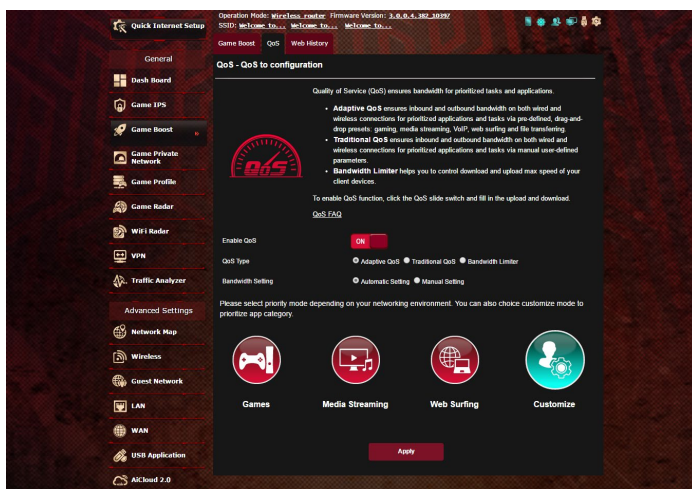 Quick Internet Setup
Operation Mode: Wireless router Firmware Version: 3.0.0.4.382_10397
SSID: Welcome to... Welcome to... Welcome to...
Game Boost QoS Web History
General
Dash Board
Game IPS
Game Boost
Game Private
Network
Game Profile
Game Radar
WiFi Radar
VPN
Traffic Analyzer
Advanced Settings
Network Map
Wireless
Guest Network
LAN
WAN
USB Application
AiCloud 2.0
QoS - QoS to configuration
Quality of Service (QoS) ensures bandwidth for prioritized tasks and applications.
• Adaptive QoS ensures inbound and outbound bandwidth on both wired and
wireless connections for prioritized applications and tasks via pre-defined, drag-and-
drop presets: gaming, media streaming, VoIP, web surfing and file transferring.
• Traditional QoS ensures inbound and outbound bandwidth on both wired and
wireless connections for prioritized applications and tasks via manual user-defined
parameters.
• Bandwidth Limiter helps you to control download and upload max speed of your
client devices.
QoS
To enable QoS function, click the QoS slide switch and fill in the upload and download.
QoS FAQ
Enable QoS ON
QoS Type Adaptive QoS Traditional QoS Bandwidth Limiter
Bandwidth Setting Automatic Setting Manual Setting
Please select priority mode depending on your networking environment. You can also choice customize mode to
prioritize app category.
Games Media Streaming Web Surfing Customize
Apply